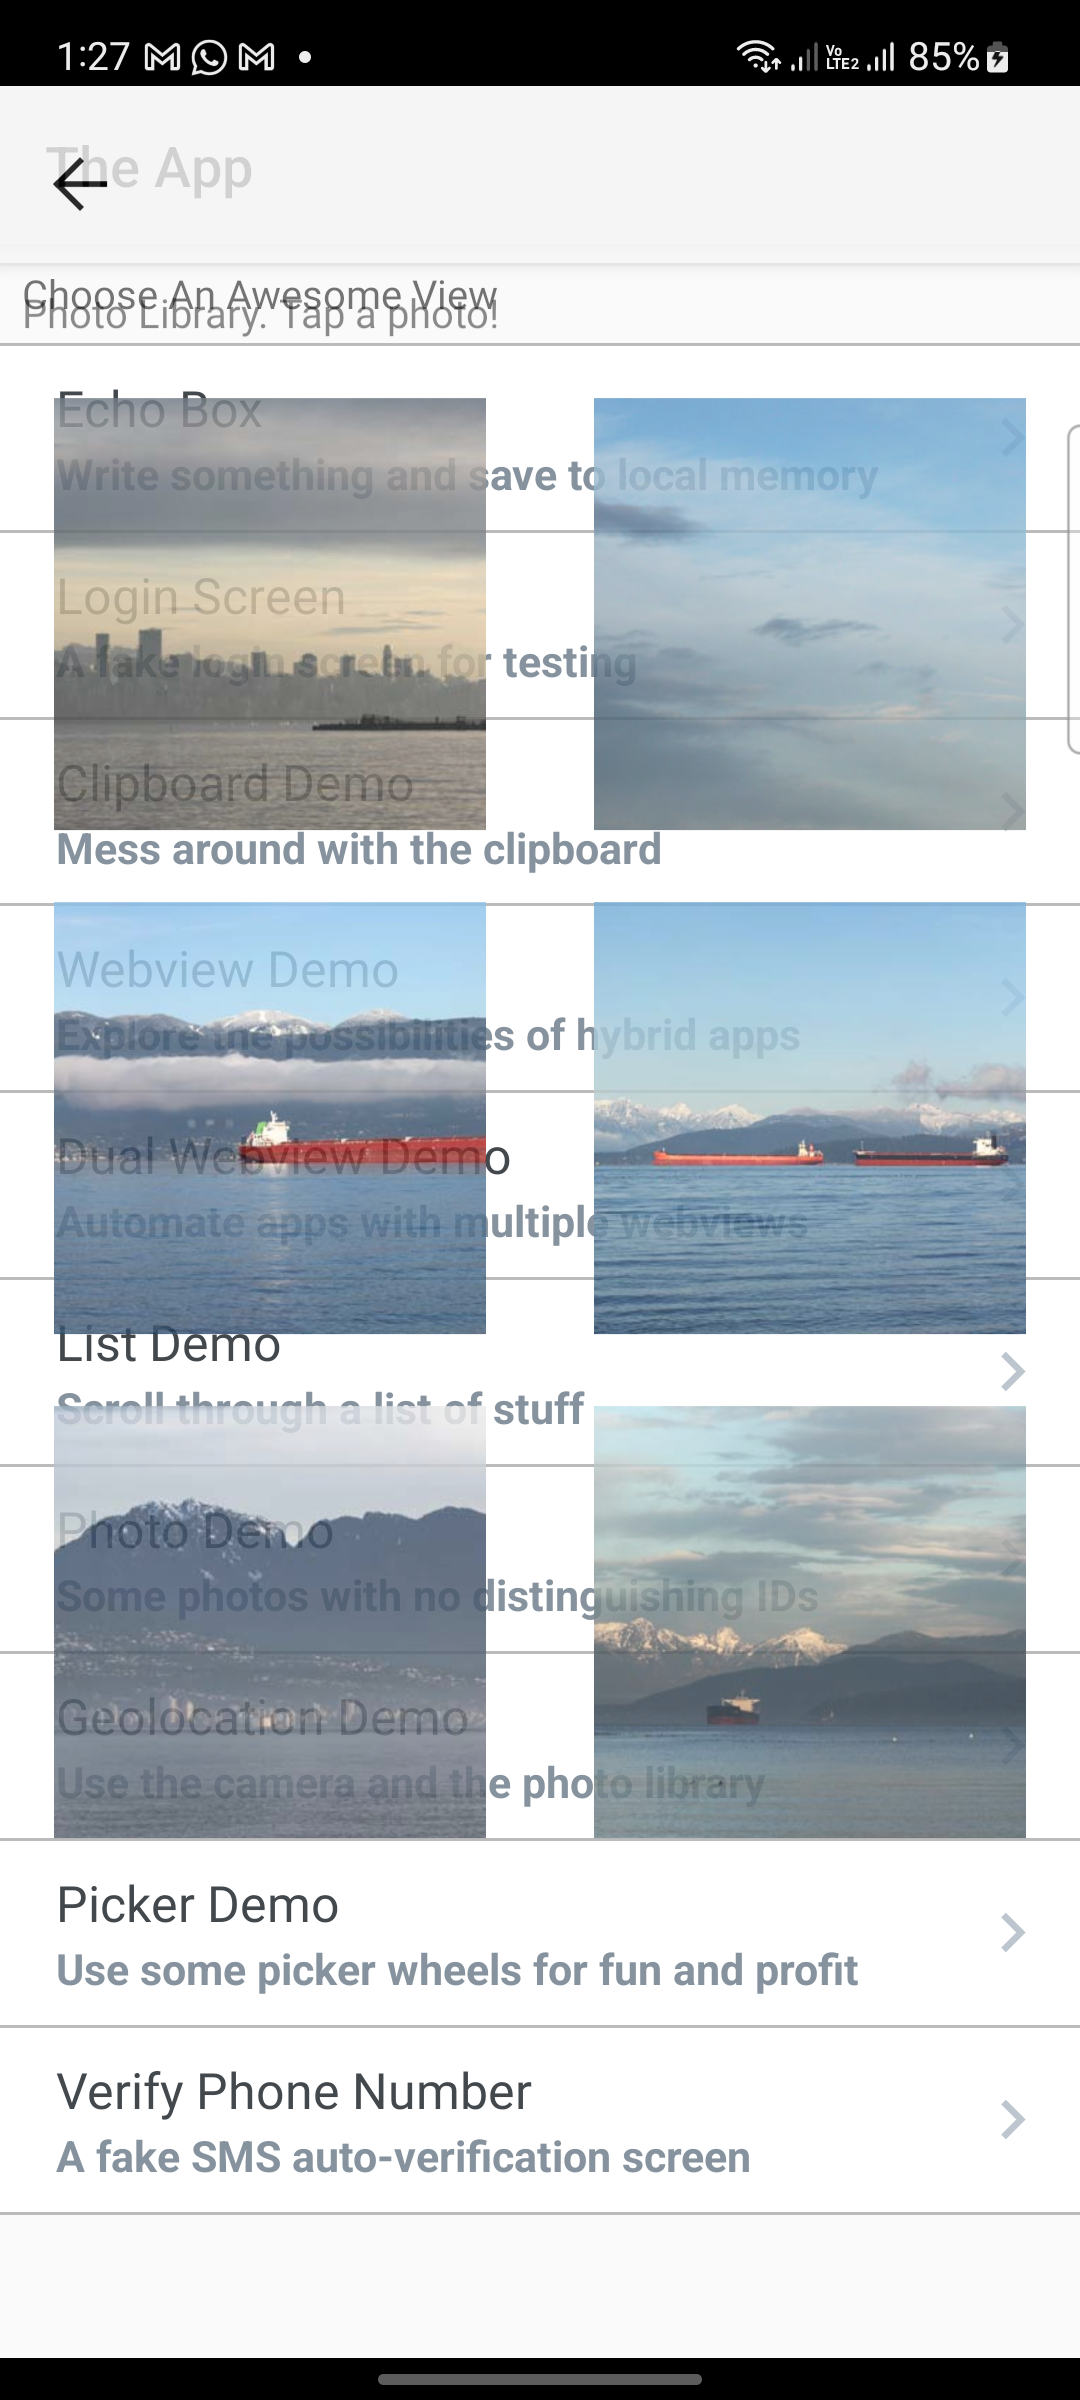 1:27
Vo
LTE2
85%
The App
Choose An Awesome View
Photo Library. Tap a photo!
Echo Box
Write something and save to local memory
Login Screen
A fake login screen for testing
Clipboard Demo
Mess around with the clipboard
Webview Demo
Explore the possibilities of hybrid apps
Dual Webview Demo
Automate apps with multiple webviews
List Demo
Scroll through a list of stuff
Photo Demo
Some photos with no distinguishing IDs
Geolocation Demo
Use the camera and the photo library
Picker Demo
Use some picker wheels for fun and profit
Verify Phone Number
A fake SMS auto-verification screen